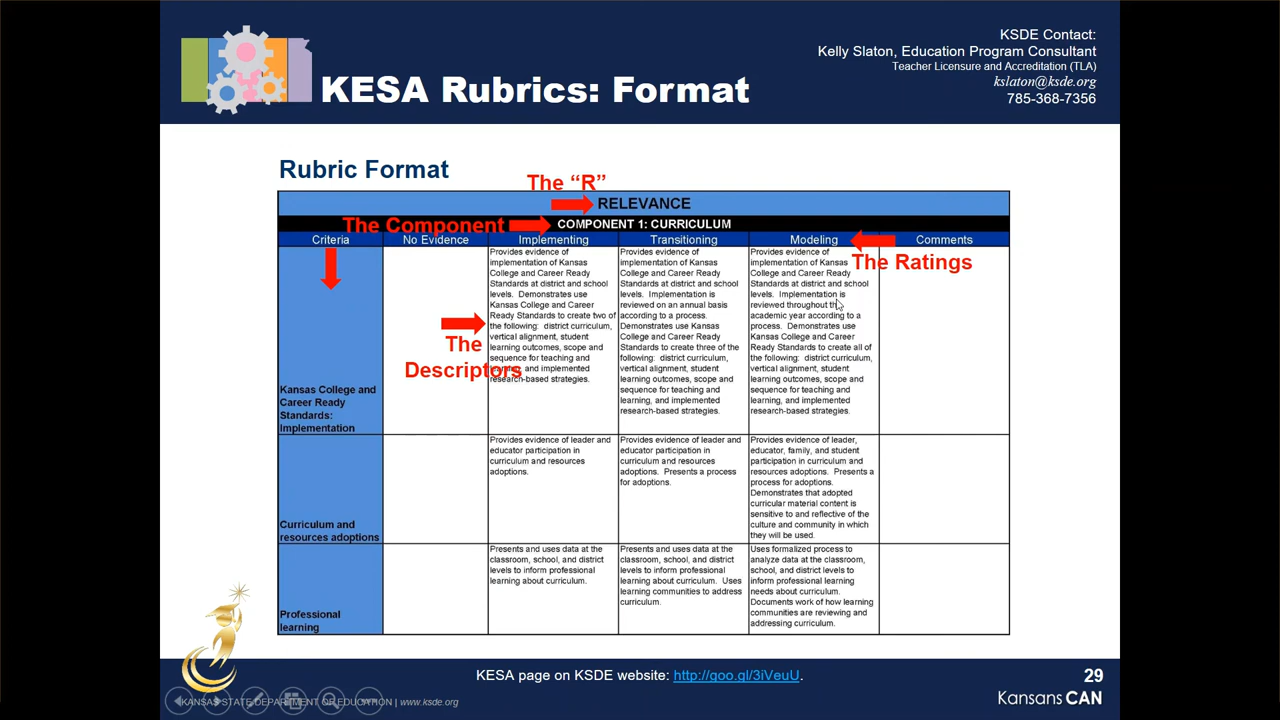 KSDE Contact:
Kelly Slaton, Education Program Consultant
Teacher Licensure and Accreditation (TLA)
kslaton@ksde.org
785-368-7356
KESA Rubrics: Format
Rubric Format
The “R”
RELEVANCE
The Component
COMPONENT 1: CURRICULUM
Criteria
No Evidence
Implementing
Transitioning
Modeling
Comments
The Ratings
The
Descriptors
Kansas College and
Career Ready
Standards:
Implementation
Provides evidence of
implementation of Kansas
College and Career Ready
Standards at district and school
levels.  Demonstrates use
Kansas College and Career
Ready Standards to create two of
the following:  district curriculum,
vertical alignment, student
learning outcomes, scope and
sequence for teaching and
learning, and implemented
research-based strategies.
Provides evidence of
implementation of Kansas
College and Career Ready
Standards at district and school
levels.  Implementation is
reviewed on an annual basis
according to a process.
Demonstrates use Kansas
College and Career Ready
Standards to create three of the
following:  district curriculum,
vertical alignment, student
learning outcomes, scope and
sequence for teaching and
learning, and implemented
research-based strategies.
Provides evidence of
implementation of Kansas
College and Career Ready
Standards at district and school
levels.  Implementation is
reviewed throughout the
academic year according to a
process.  Demonstrates use
Kansas College and Career
Ready Standards to create all of
the following:  district curriculum,
vertical alignment, student
learning outcomes, scope and
sequence for teaching and
learning, and implemented
research-based strategies.
Curriculum and
resources adoptions
Provides evidence of leader and
educator participation in
curriculum and resources
adoptions.
Provides evidence of leader and
educator participation in
curriculum and resources
adoptions.  Presents a process
for adoptions.
Provides evidence of leader,
educator, family, and student
participation in curriculum and
resources adoptions.  Presents a
process for adoptions.
Demonstrates that adopted
curricular material content is
sensitive to and reflective of the
culture and community in which
they will be used.
Professional
learning
Presents and uses data at the
classroom, school, and district
levels to inform professional
learning about curriculum.
Presents and uses data at the
classroom, school, and district
levels to inform professional
learning about curriculum.  Uses
learning communities to address
curriculum.
Uses formalized process to
analyze data at the classroom,
school, and district levels to
inform professional learning
needs about curriculum.
Documents work of how learning
communities are reviewing and
addressing curriculum.
KESA page on KSDE website: http://goo.gl/3iVeuU.
29
KANSAS STATE DEPARTMENT OF EDUCATION | www.ksde.org
Kansans CAN